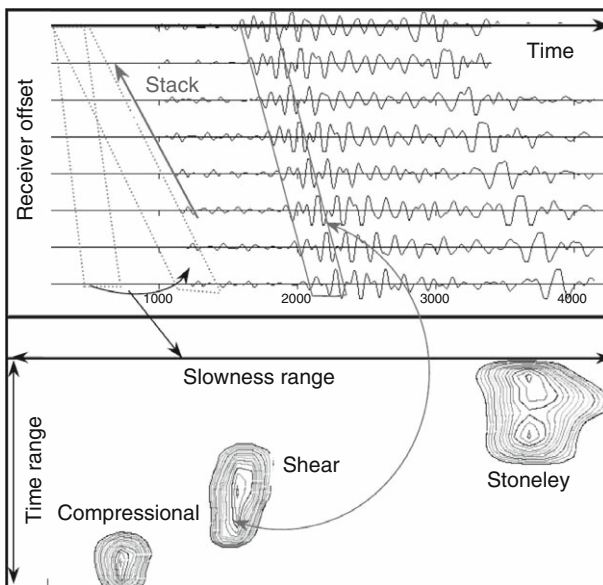 Time
Receiver offset
Stack
1000
2000
3000
4000
Slowness range
Time range
Compressional
Shear
Stoneley